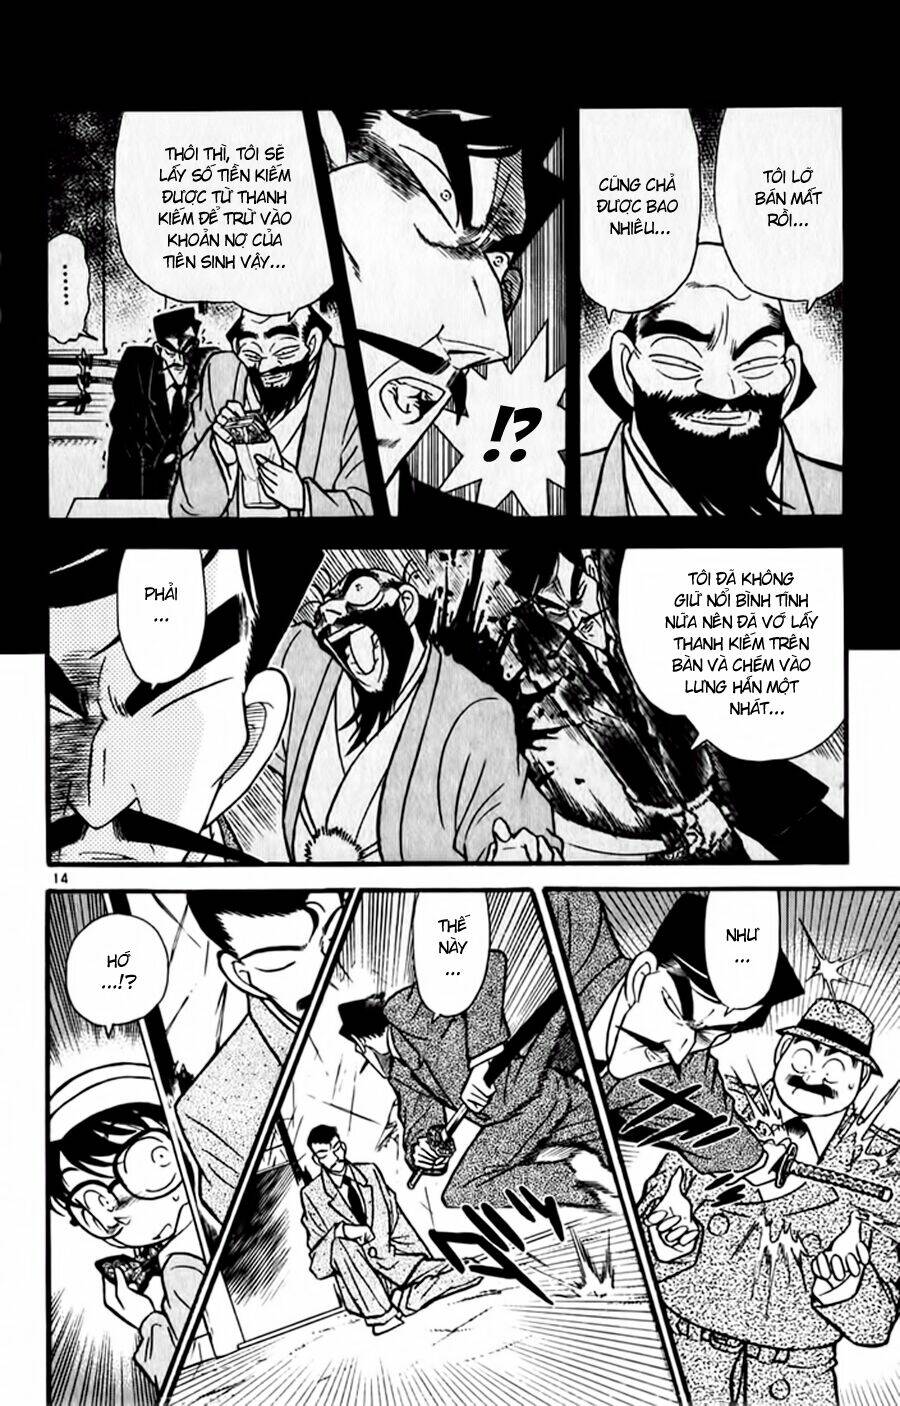 TÔI LỠ
BÁN MẤT
RỒI...
CŨNG CHẢ
ĐƯỢC BAO
NHIÊU...
!?
THÔI THÌ, TÔI SẼ
LẤY SỐ TIỀN KIẾM
ĐƯỢC TỪ THANH
KIẾM ĐỂ TRỪ VÀO
KHOẢN NỢ CỦA
TIÊN SINH VẬY...
......
TÔI ĐÃ KHÔNG
GIỮ NỔI BÌNH TĨNH
NỮA NÊN ĐÃ VỚ LẤY
THANH KIẾM TRÊN
BÀN VÀ CHÉM VÀO
LƯNG HẮN MỘT
NHÁT...
PHẢI
...
14
NHƯ
...
THẾ
NÀY
...
HỚ
...!?